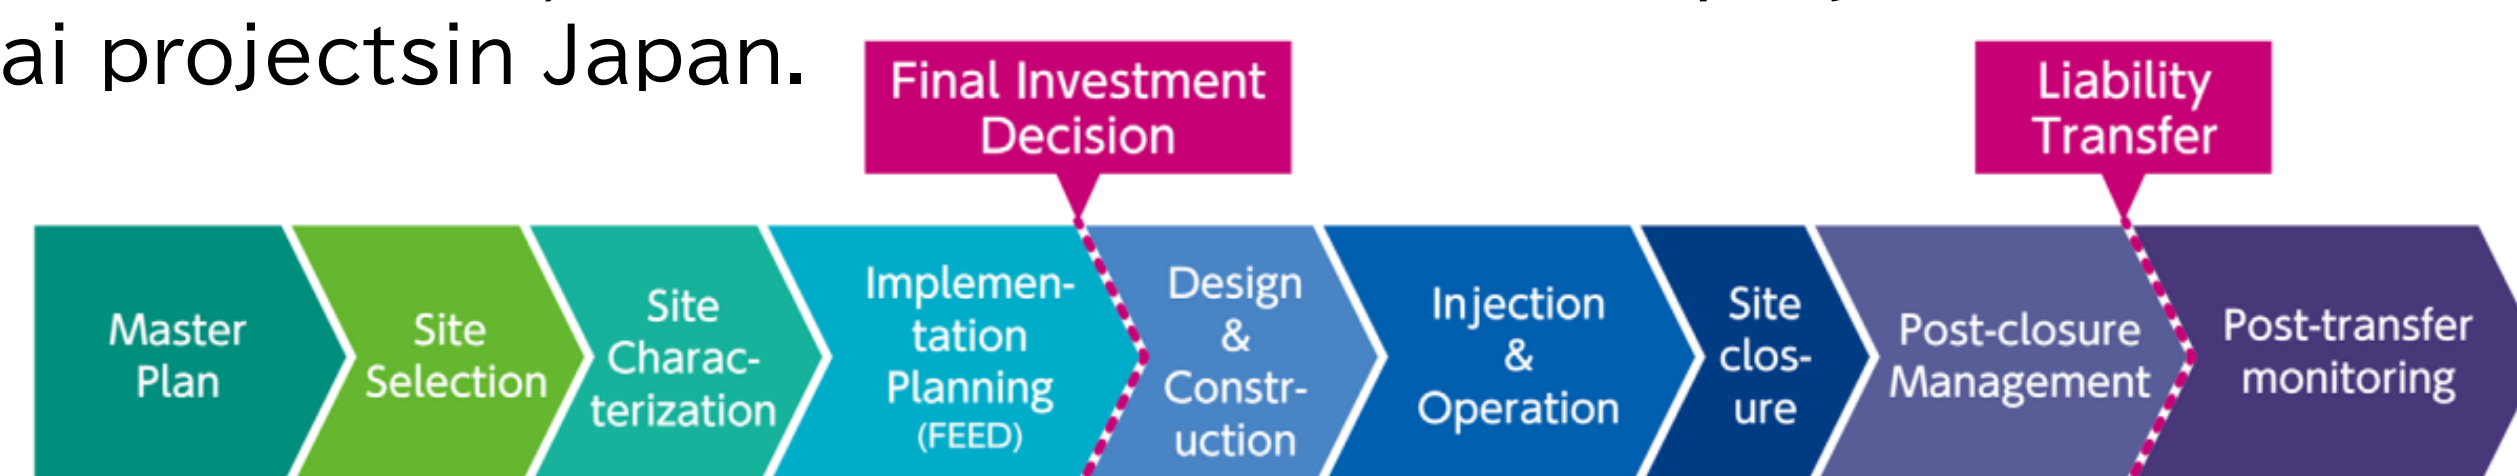 ai projectsin Japan.
Final Investment
Decision
Liability
Transfer
Master
Plan
Site
Selection
Site
Charac-
terization
Implemen-
tation
Planning
(FEED)
Design
&
Constr-
uction
Injection
&
Operation
Site
clos-
ure
Post-closure
Management
Post-transfer
monitoring